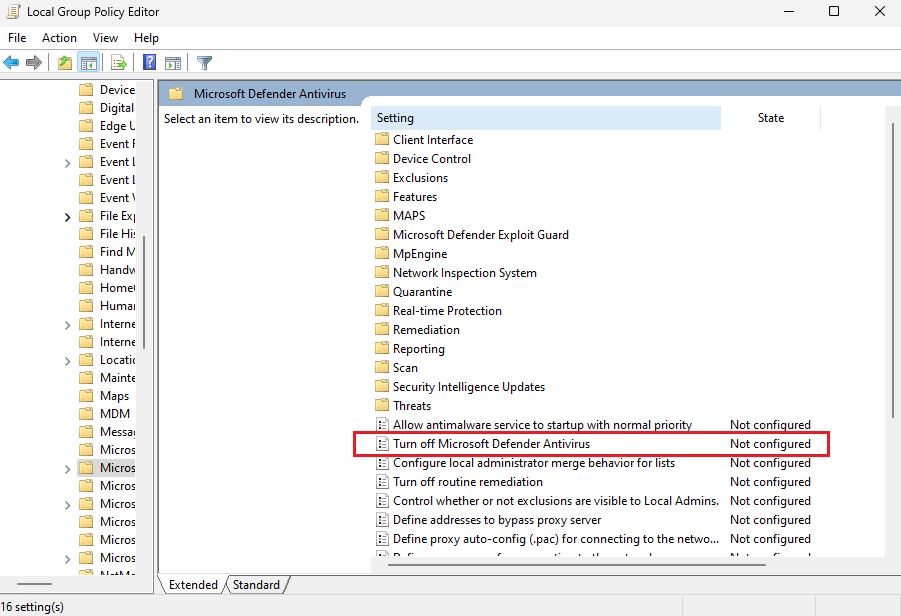 Local Group Policy Editor
File Action View Help
Device
Digital
Edge U
Event F
Event L
Event L
Event V
File Exp
File His
Find M
Handw
Human
Interne
Interne
Locatio
Mainte
Maps
MDM
Messag
Micros
Micros
Micros
Micros
Micros
Micros
Micros
Microsoft Defender Antivirus
Select an item to view its description.
Setting State
Client Interface
Device Control
Exclusions
Features
MAPS
Microsoft Defender Exploit Guard
MpEngine
Network Inspection System
Quarantine
Real-time Protection
Remediation
Reporting
Scan
Security Intelligence Updates
Threats
Allow antimalware service to startup with normal priority Not configured
Turn off Microsoft Defender Antivirus Not configured
Configure local administrator merge behavior for lists Not configured
Turn off routine remediation Not configured
Control whether or not exclusions are visible to Local Admins. Not configured
Define addresses to bypass proxy server Not configured
Define proxy auto-config (.pac) for connecting to the netwo... Not configured
Extended Standard
16 setting(s)